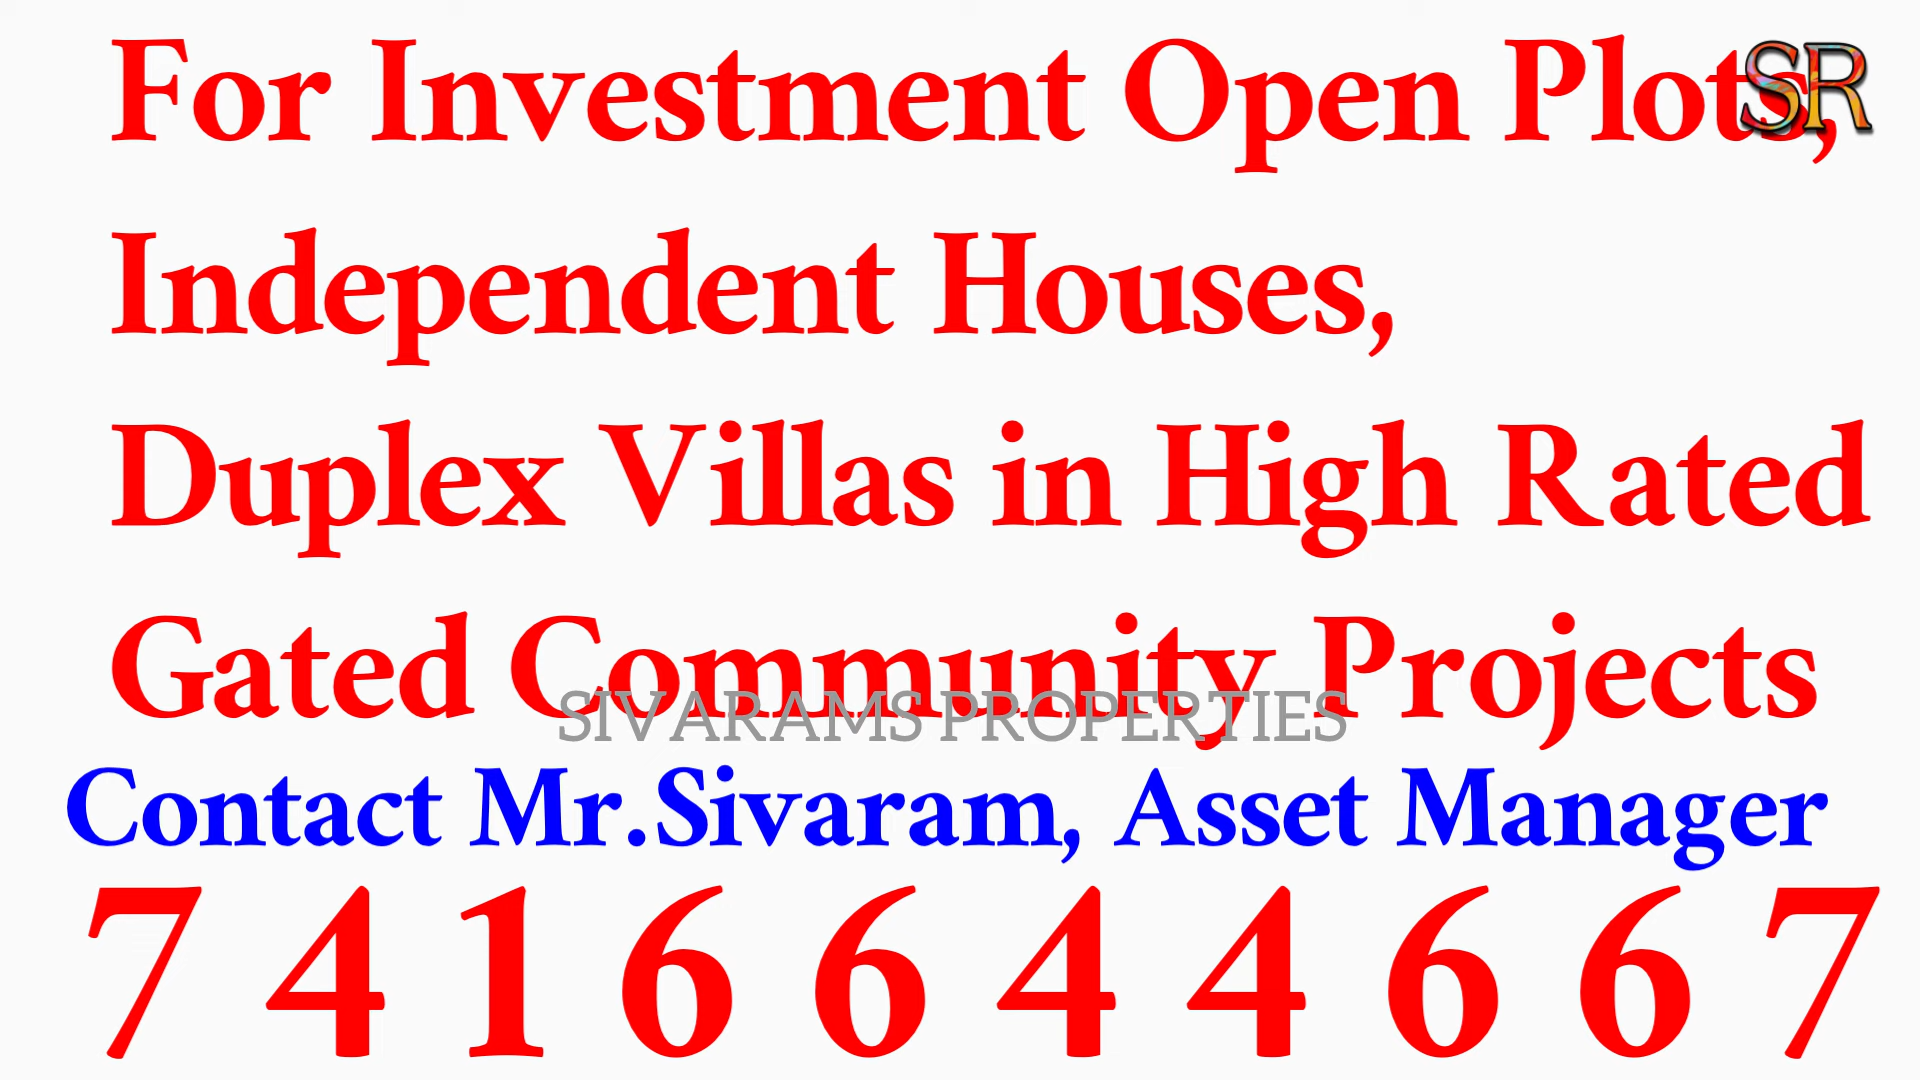 For Investment Open Plots,
SR
Independent Houses,
Duplex Villas in High Rated
Gated Community Projects
SIVARAMS PROPERTIES
Contact Mr.Sivaram, Asset Manager
7 4 1 6 6 4 4 6 6 7